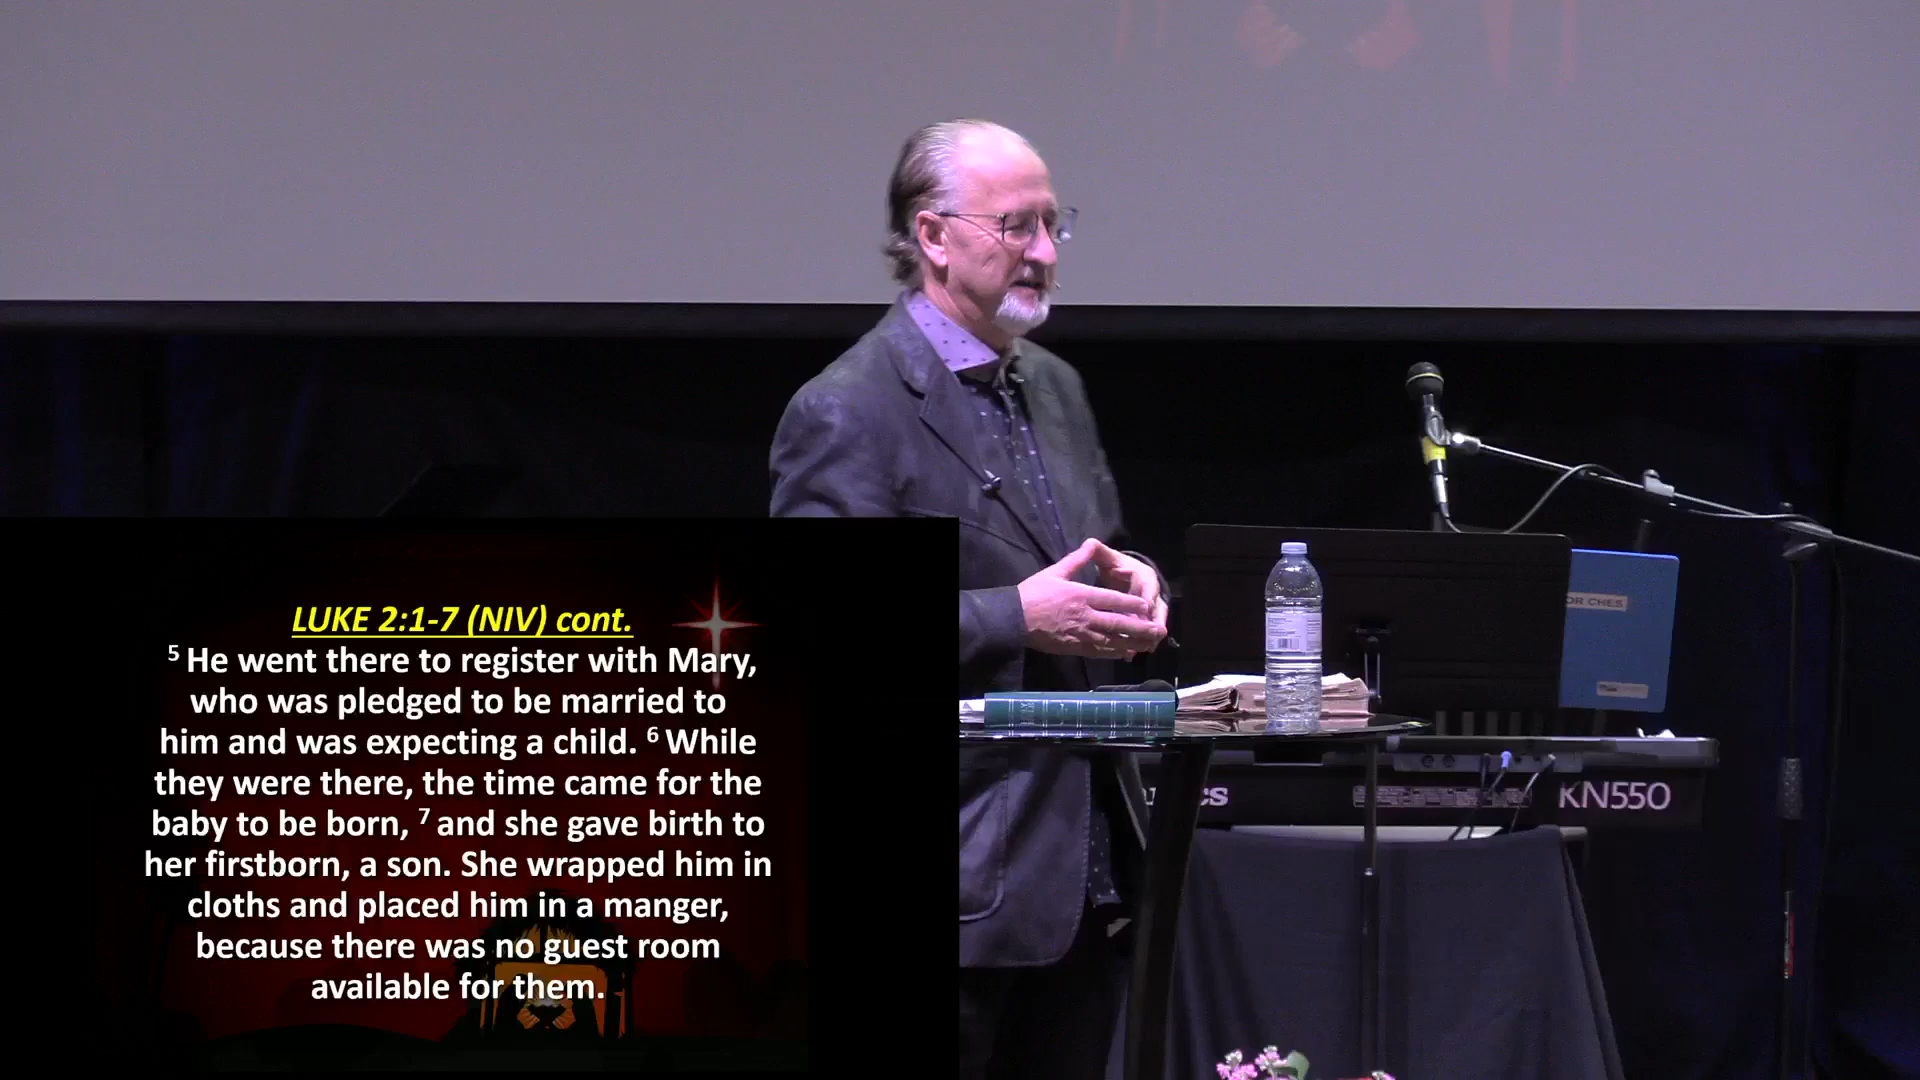 LUKE 2:1-7 (NIV) cont.
5 He went there to register with Mary,
who was pledged to be married to
him and was expecting a child. 6 While
they were there, the time came for the
baby to be born, 7 and she gave birth to
her firstborn, a son. She wrapped him in
cloths and placed him in a manger,
because there was no guest room
available for them.
KN550